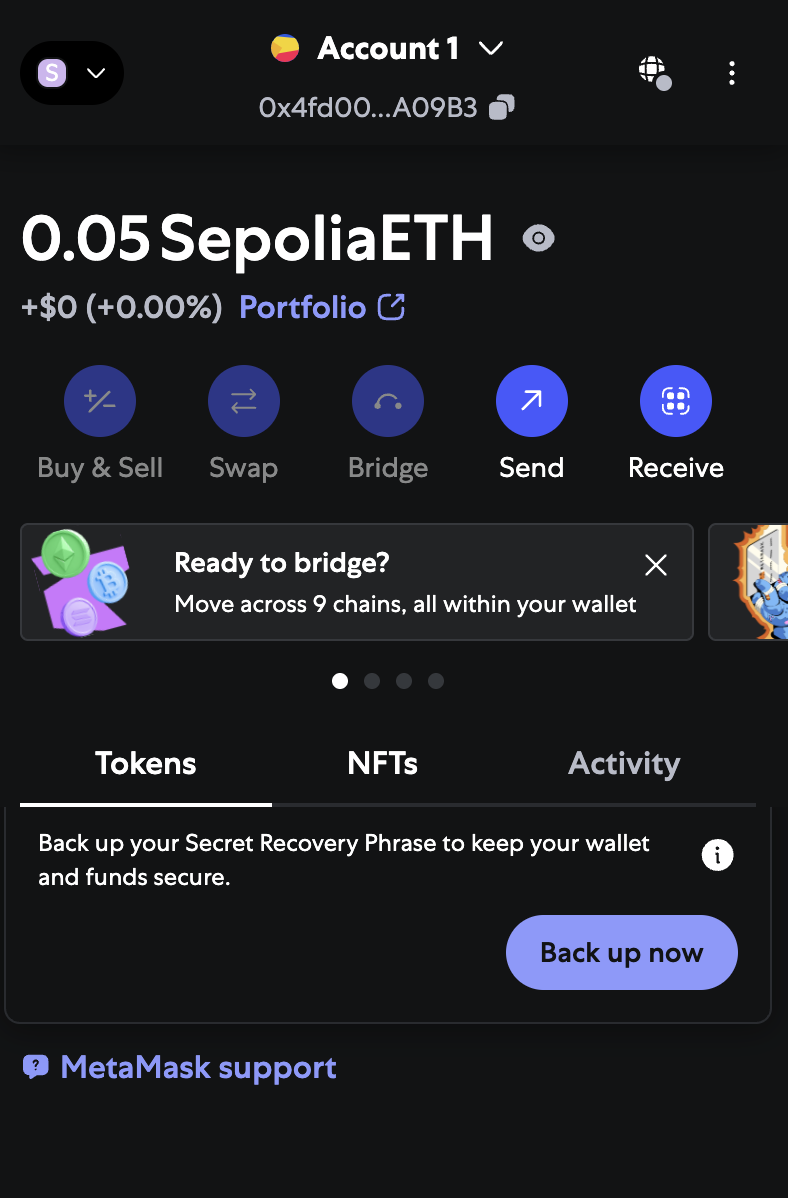 S
Account 1
0x4fd00...A09B3
0.05 SepoliaETH
+$0 (+0.00%) Portfolio
Buy & Sell Swap Bridge Send Receive
Ready to bridge?
Move across 9 chains, all within your wallet
Tokens NFTs Activity
Back up your Secret Recovery Phrase to keep your wallet
and funds secure.
Back up now
MetaMask support